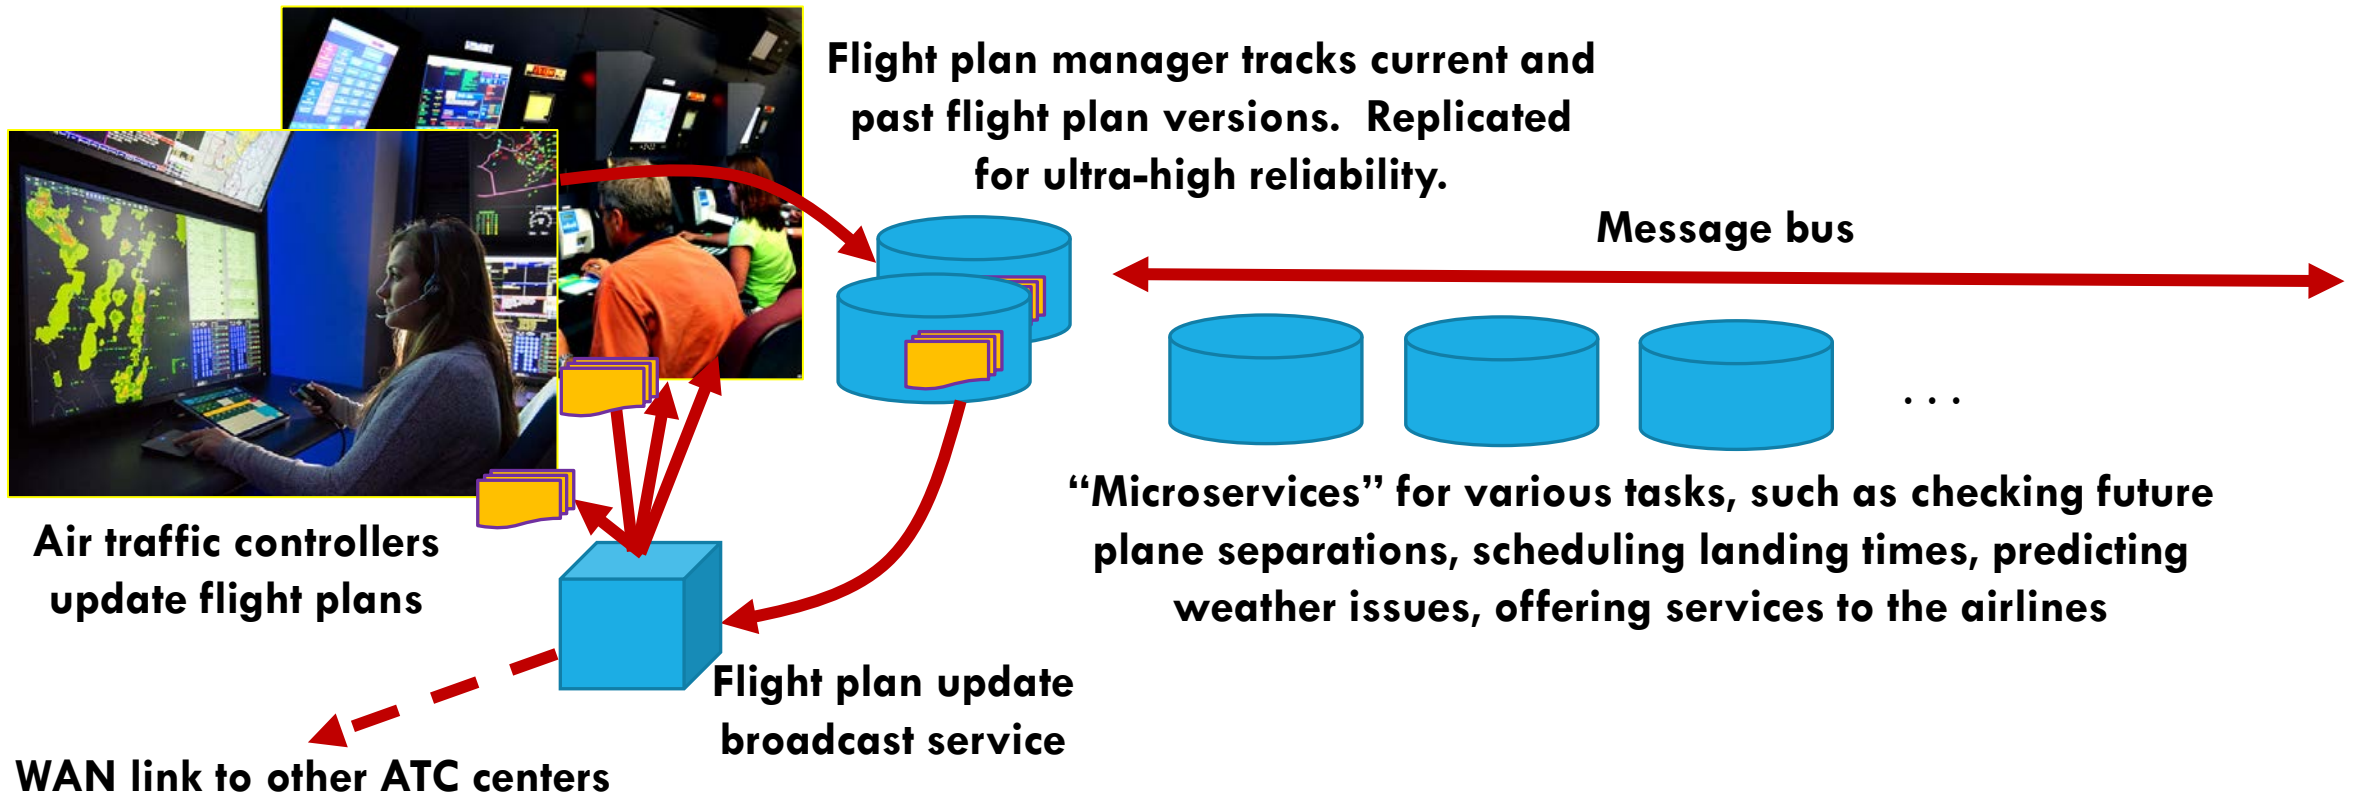 Flight plan manager tracks current and
past flight plan versions.  Replicated
for ultra-high reliability.
Message bus
. . .
“Microservices” for various tasks, such as checking future
plane separations, scheduling landing times, predicting
weather issues, offering services to the airlines
Air traffic controllers
update flight plans
Flight plan update
broadcast service
WAN link to other ATC centers